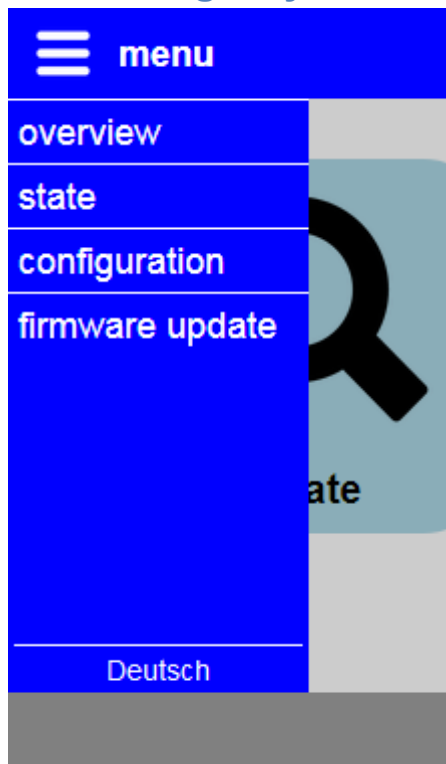 menu
overview
state
configuration
firmware update
ate
Deutsch